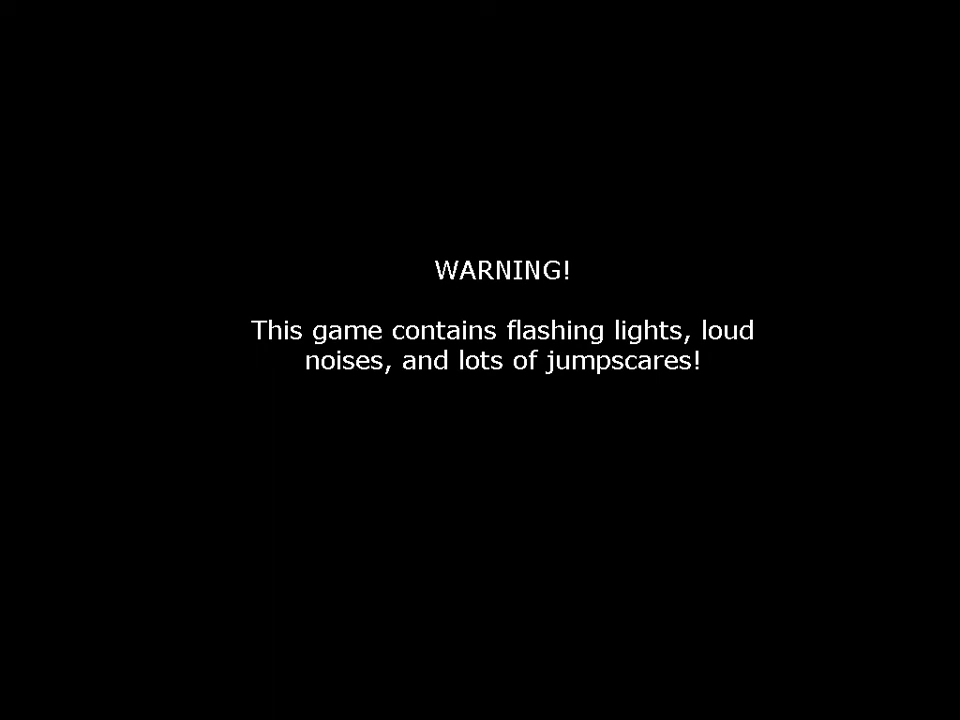 WARNING!
This game contains flashing lights, loud
noises, and lots of jumpscares!